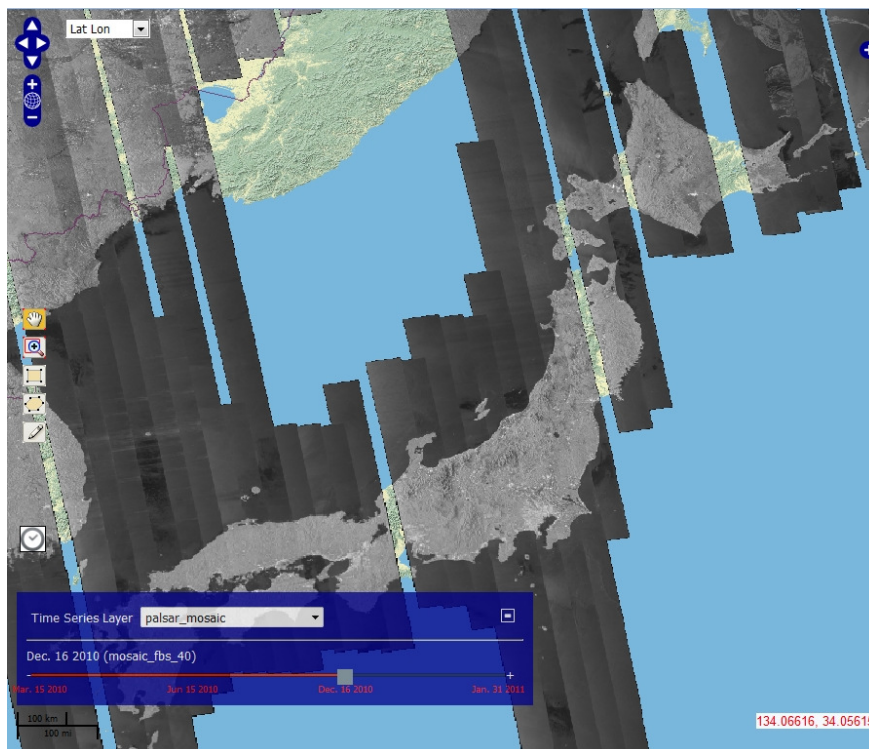 Lat Lon
Time Series Layer palsar_mosaic
Dec. 16 2010 (mosaic_fbs_40)
- +
Mar. 15 2010 Jun 15 2010 Dec. 16 2010 Jan. 31 2011
100 km
100 mi
134.06616, 34.05615